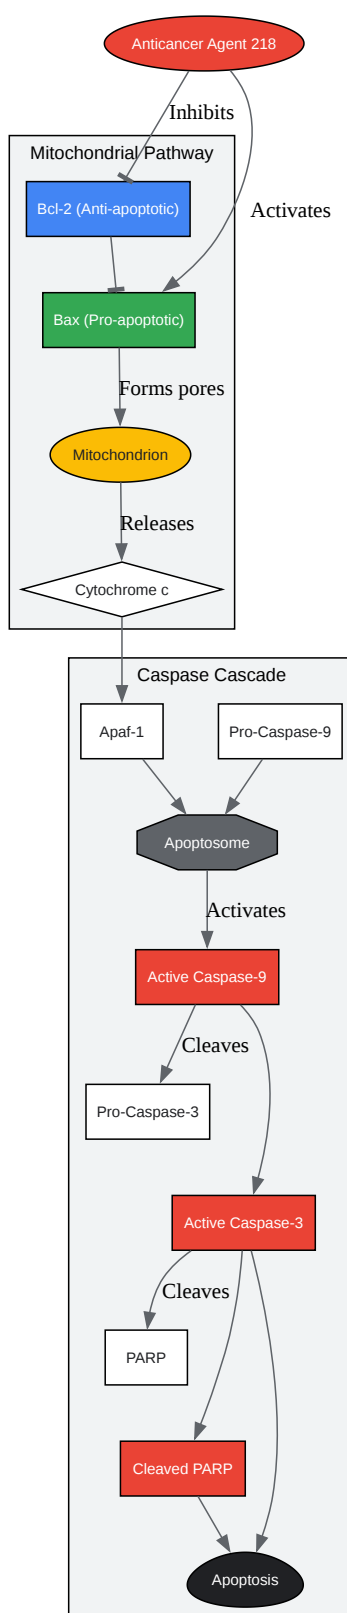 Anticancer Agent 218
Inhibits
Mitochondrial Pathway
Bcl-2 (Anti-apoptotic)
Activates
Bax (Pro-apoptotic)
Forms pores
Mitochondrion
Releases
Cytochrome c
Caspase Cascade
Apaf-1
Pro-Caspase-9
Apoptosome
Activates
Active Caspase-9
Cleaves
Pro-Caspase-3
Active Caspase-3
Cleaves
PARP
Cleaved PARP
Apoptosis